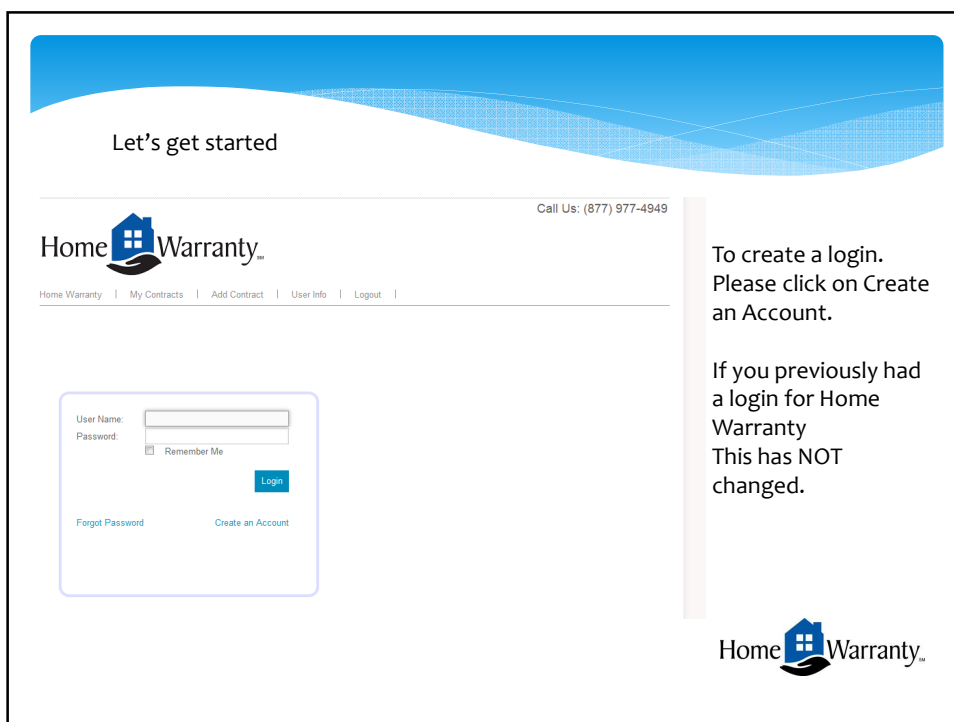 Let's get started
Call Us: (877) 977-4949
Home Warranty℠
Home Warranty | My Contracts | Add Contract | User Info | Logout |
User Name:
Password:
Remember Me
Login
Forgot Password Create an Account
To create a login.
Please click on Create
an Account.
If you previously had
a login for Home
Warranty
This has NOT
changed.
Home Warranty℠